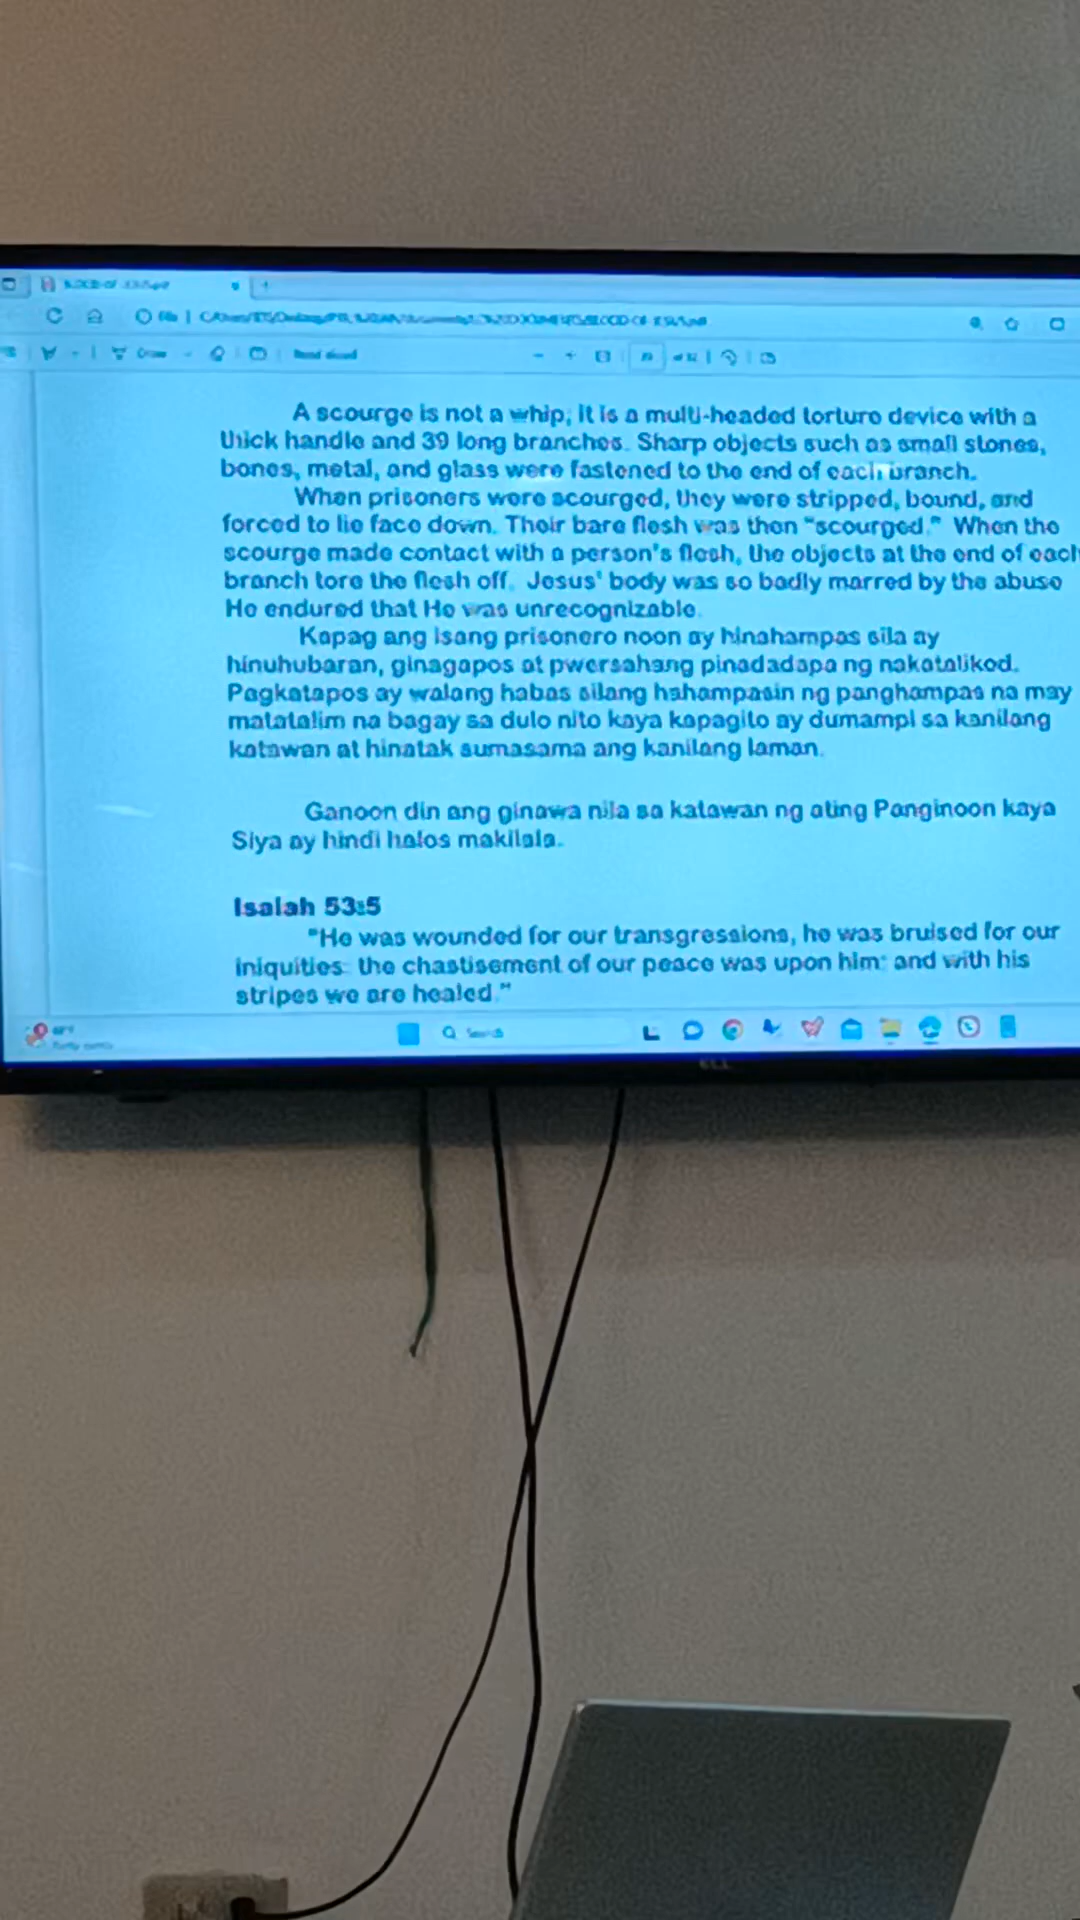 A scourge is not a whip; it is a multi-headed torture device with a
thick handle and 39 long branches. Sharp objects such as small stones,
bones, metal, and glass were fastened to the end of each branch.
When prisoners were scourged, they were stripped, bound, and
forced to lie face down. Their bare flesh was then "scourged." When the
scourge made contact with a person's flesh, the objects at the end of each
branch tore the flesh off. Jesus' body was so badly marred by the abuse
He endured that He was unrecognizable.
Kapag ang isang prisonero noon ay hinahampas sila ay
hinuhubaran, ginagapos at pwersahang pinadadapa ng nakatalikod.
Pagkatapos ay walang habas silang hahampasin ng panghampas na may
matatalim na bagay sa dulo nito kaya kapagito ay dumampi sa kanilang
katawan at hinatak sumasama ang kanilang laman.
Ganoon din ang ginawa nila sa katawan ng ating Panginoon kaya
Siya ay hindi halos makilala.
Isaiah 53:5
"He was wounded for our transgressions, he was bruised for our
iniquities: the chastisement of our peace was upon him: and with his
stripes we are healed."
Search